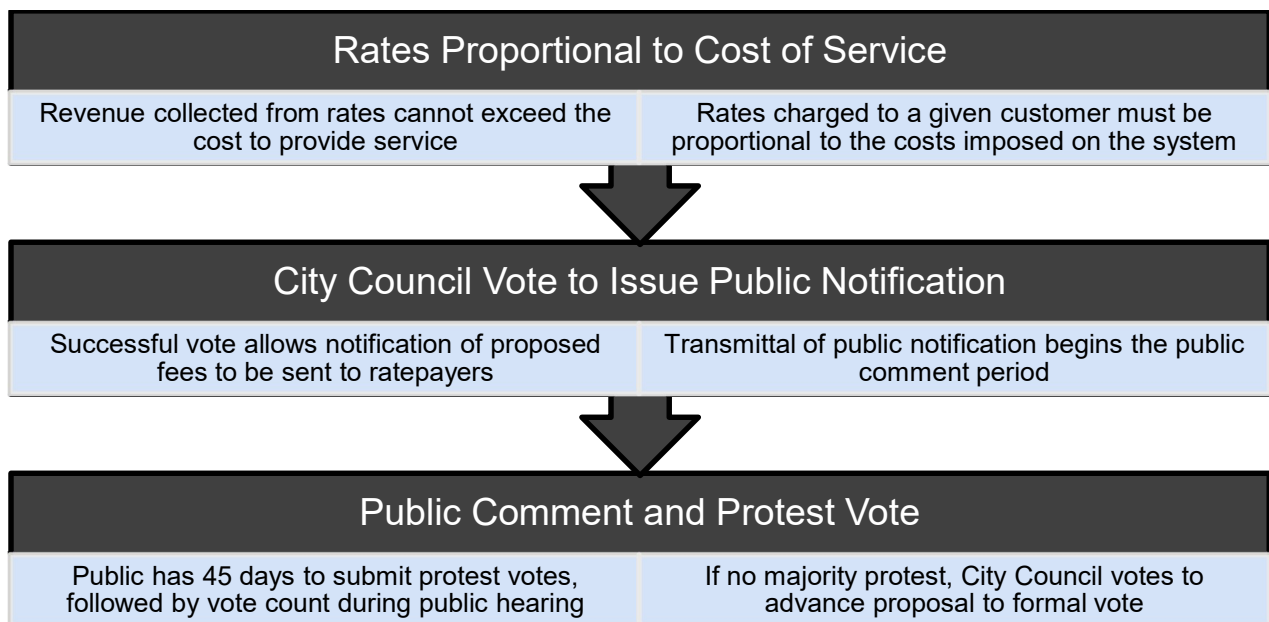 Rates Proportional to Cost of Service
Revenue collected from rates cannot exceed the
cost to provide service
Rates charged to a given customer must be
proportional to the costs imposed on the system
City Council Vote to Issue Public Notification
Successful vote allows notification of proposed
fees to be sent to ratepayers
Transmittal of public notification begins the public
comment period
Public Comment and Protest Vote
Public has 45 days to submit protest votes,
followed by vote count during public hearing
If no majority protest, City Council votes to
advance proposal to formal vote